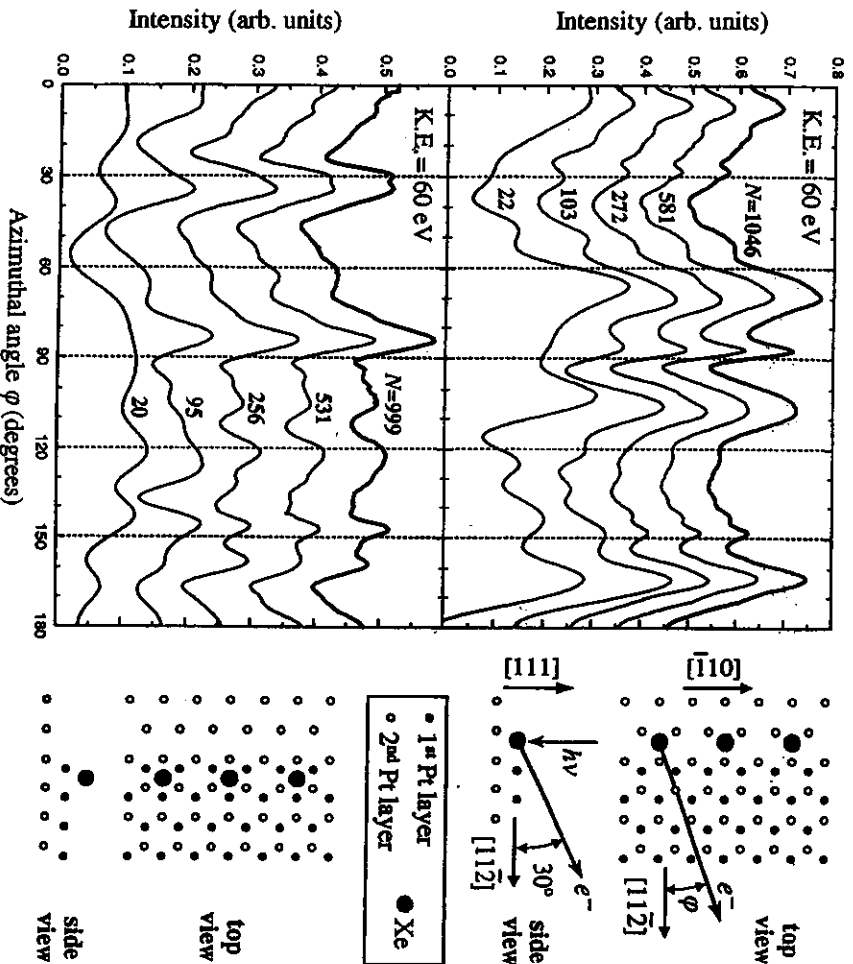 Intensity (arb. units)
0.8
0.7
0.6
0.5
0.4
0.3
0.2
0.1
0.0
K.E. = 60 eV
N=1046
581
272
103
22
Intensity (arb. units)
0.5
0.4
0.3
0.2
0.1
0.0
K.E. = 60 eV
N=999
531
256
95
20
0
30
60
90
120
150
180
Azimuthal angle φ (degrees)
[1̄10]
e⁻
φ
[112̄]
top
view
[111]
hν
e⁻
30°
[112̄]
side
view
1ˢᵗ Pt layer
2ⁿᵈ Pt layer
Xe
top
view
side
view